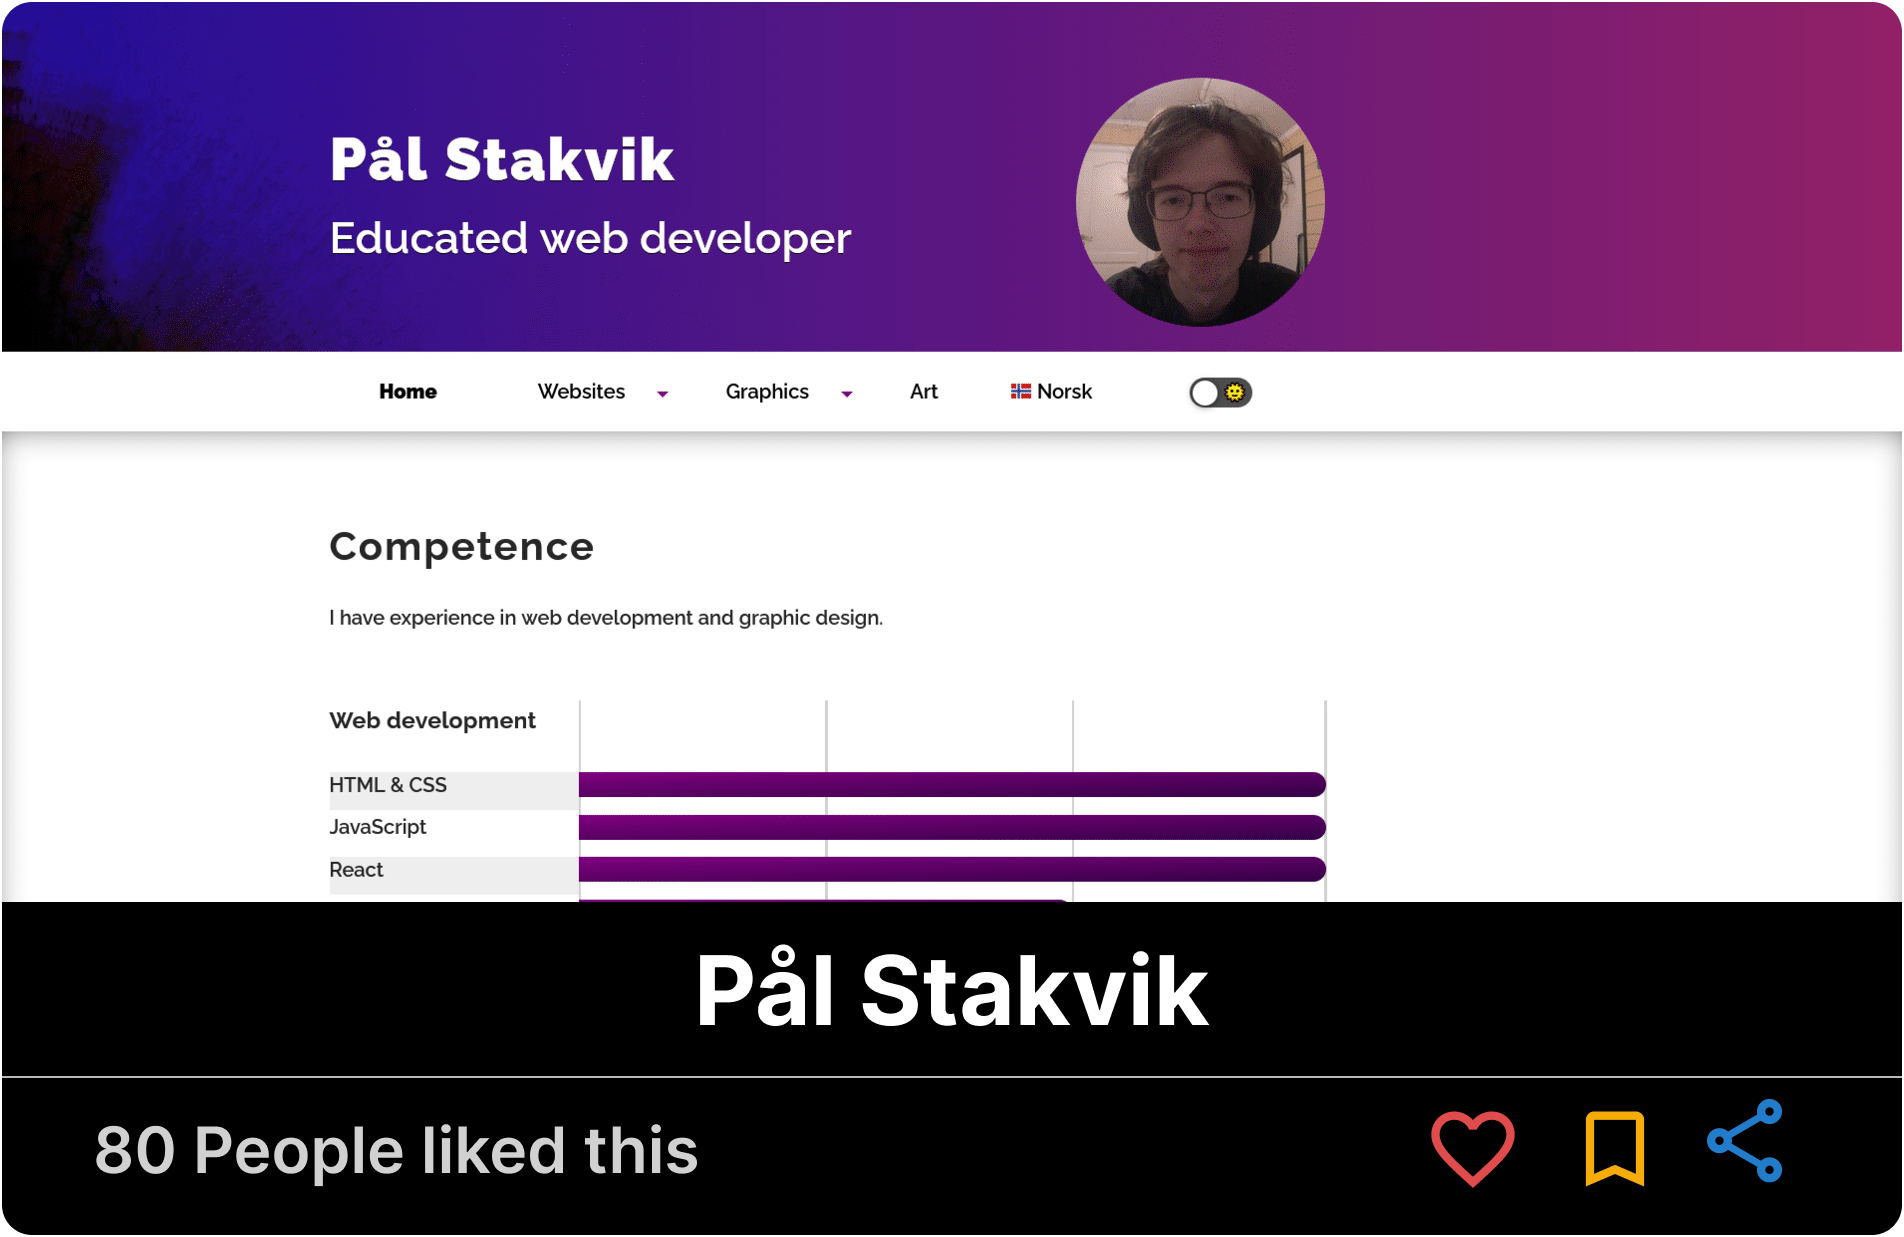 Pål Stakvik
Educated web developer
Home Websites Graphics Art Norsk
Competence
I have experience in web development and graphic design.
Web development
HTML & CSS
JavaScript
React
Pål Stakvik
80 People liked this